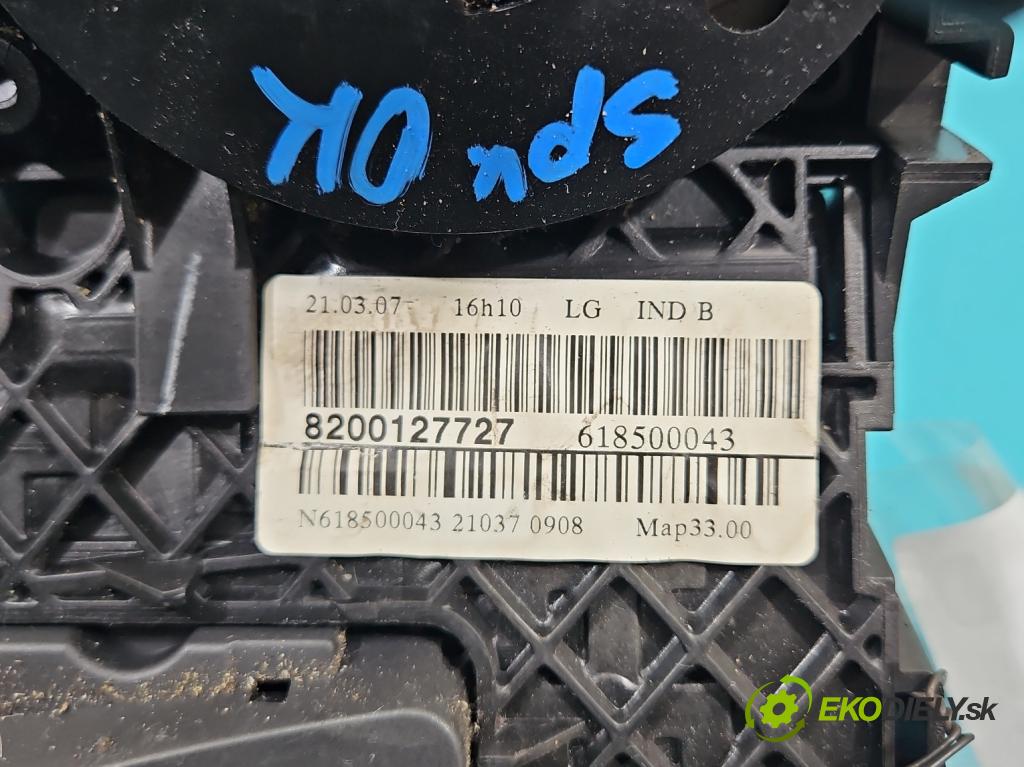 SPU OK
21.03.07 16h10 LG IND B
8200127727 618500043
N618500043 21037 0908 Map33.00
EKODIELY.sk